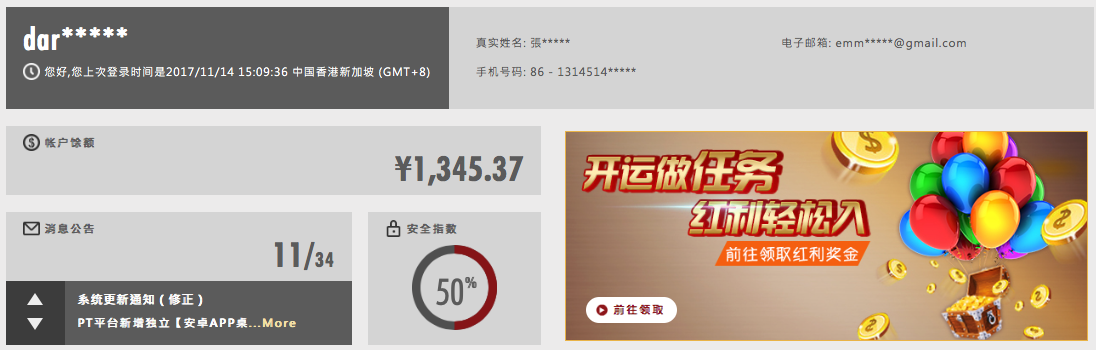 dar*****
您好,您上次登录时间是2017/11/14 15:09:36 中国香港新加坡 (GMT+8)
真实姓名: 張*****
电子邮箱: emm*****@gmail.com
手机号码: 86 - 1314514*****
帐户馀额
¥1,345.37
消息公告
11/34
系统更新通知 ( 修正 )
PT平台新增独立【安卓APP桌...More
安全指数
50%
开运做任务
红利轻松入
前往领取红利奖金
前往领取